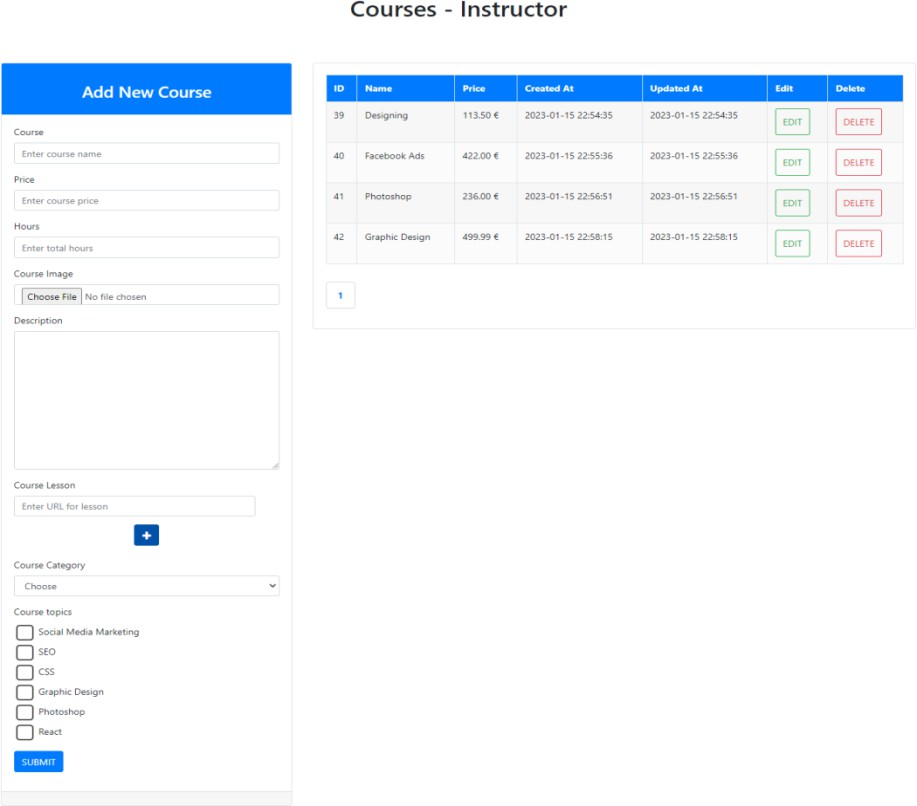 Courses - Instructor
Add New Course
Course
Enter course name
Price
Enter course price
Hours
Enter total hours
Course Image
Choose File No file chosen
Description
Course Lesson
Enter URL for lesson
+
Course Category
Choose
Course topics
Social Media Marketing
SEO
CSS
Graphic Design
Photoshop
React
SUBMIT
ID Name Price Created At Updated At Edit Delete
39 Designing 113.50 € 2023-01-15 22:54:35 2023-01-15 22:54:35 EDIT DELETE
40 Facebook Ads 422.00 € 2023-01-15 22:55:36 2023-01-15 22:55:36 EDIT DELETE
41 Photoshop 236.00 € 2023-01-15 22:56:51 2023-01-15 22:56:51 EDIT DELETE
42 Graphic Design 499.99 € 2023-01-15 22:58:15 2023-01-15 22:58:15 EDIT DELETE
1